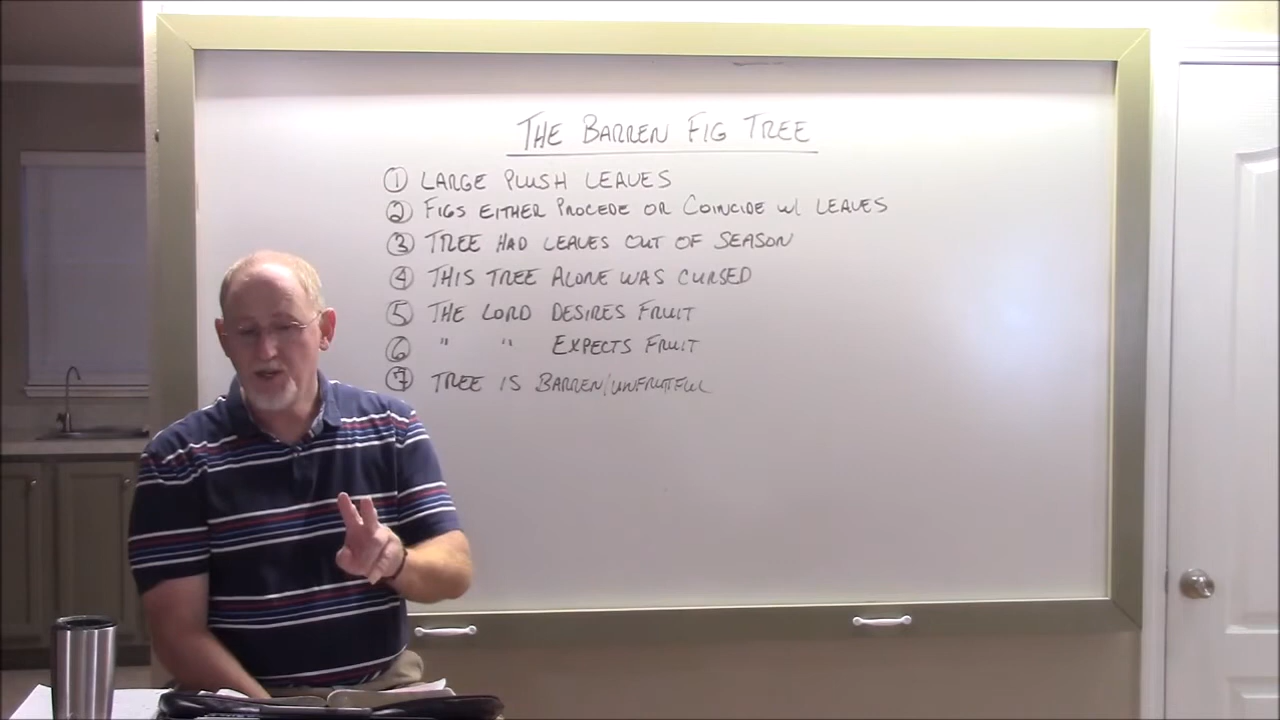 THE BARREN FIG TREE
① LARGE PLUSH LEAVES
② FIGS EITHER PROCEDE OR COINCIDE W/ LEAVES
③ TREE HAD LEAVES OUT OF SEASON
④ THIS TREE ALONE WAS CURSED
⑤ THE LORD DESIRES FRUIT
⑥ " " EXPECTS FRUIT
⑦ TREE IS BARREN/UNFRUITFUL